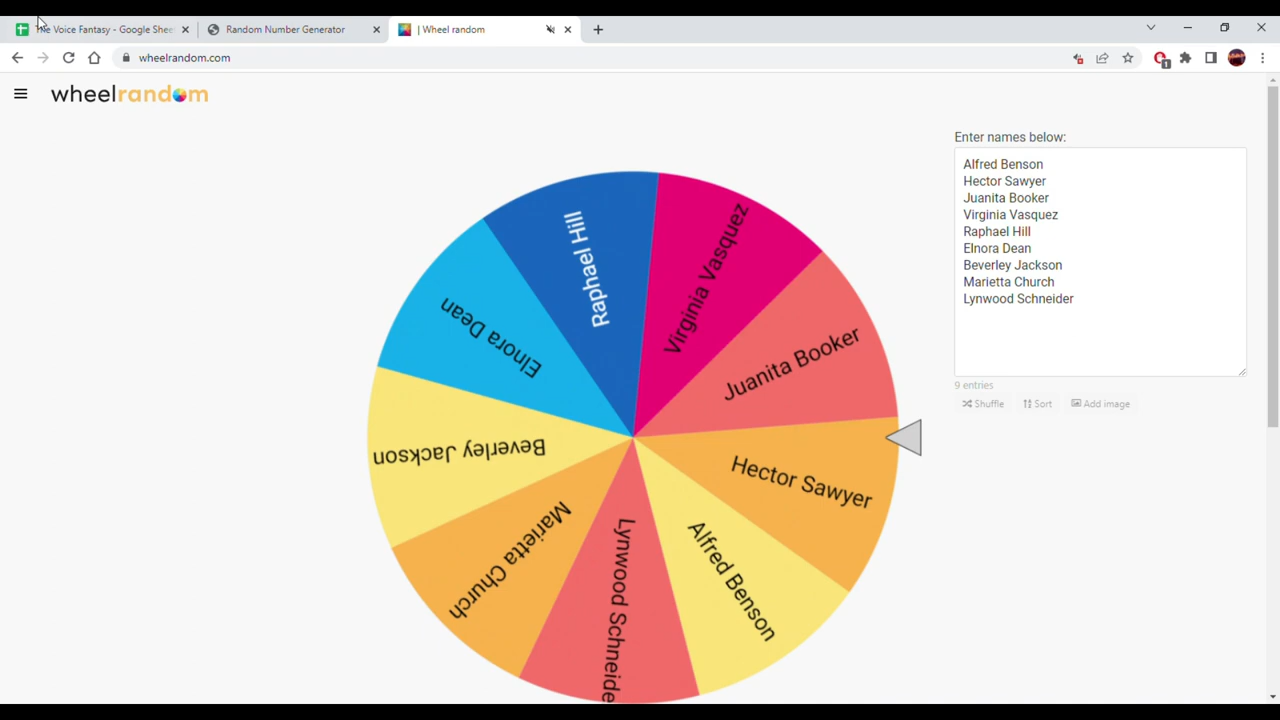 The Voice Fantasy - Google Shee
Random Number Generator
| Wheel random
wheelrandom.com
1
wheelrandom
Enter names below:
Alfred Benson
Hector Sawyer
Juanita Booker
Virginia Vasquez
Raphael Hill
Elnora Dean
Beverley Jackson
Marietta Church
Lynwood Schneider
9 entries
Shuffle
Sort
Add image
Raphael Hill
Virginia Vasquez
Juanita Booker
Hector Sawyer
Alfred Benson
Lynwood Schneide
Marietta Church
Beverley Jackson
Elnora Dean